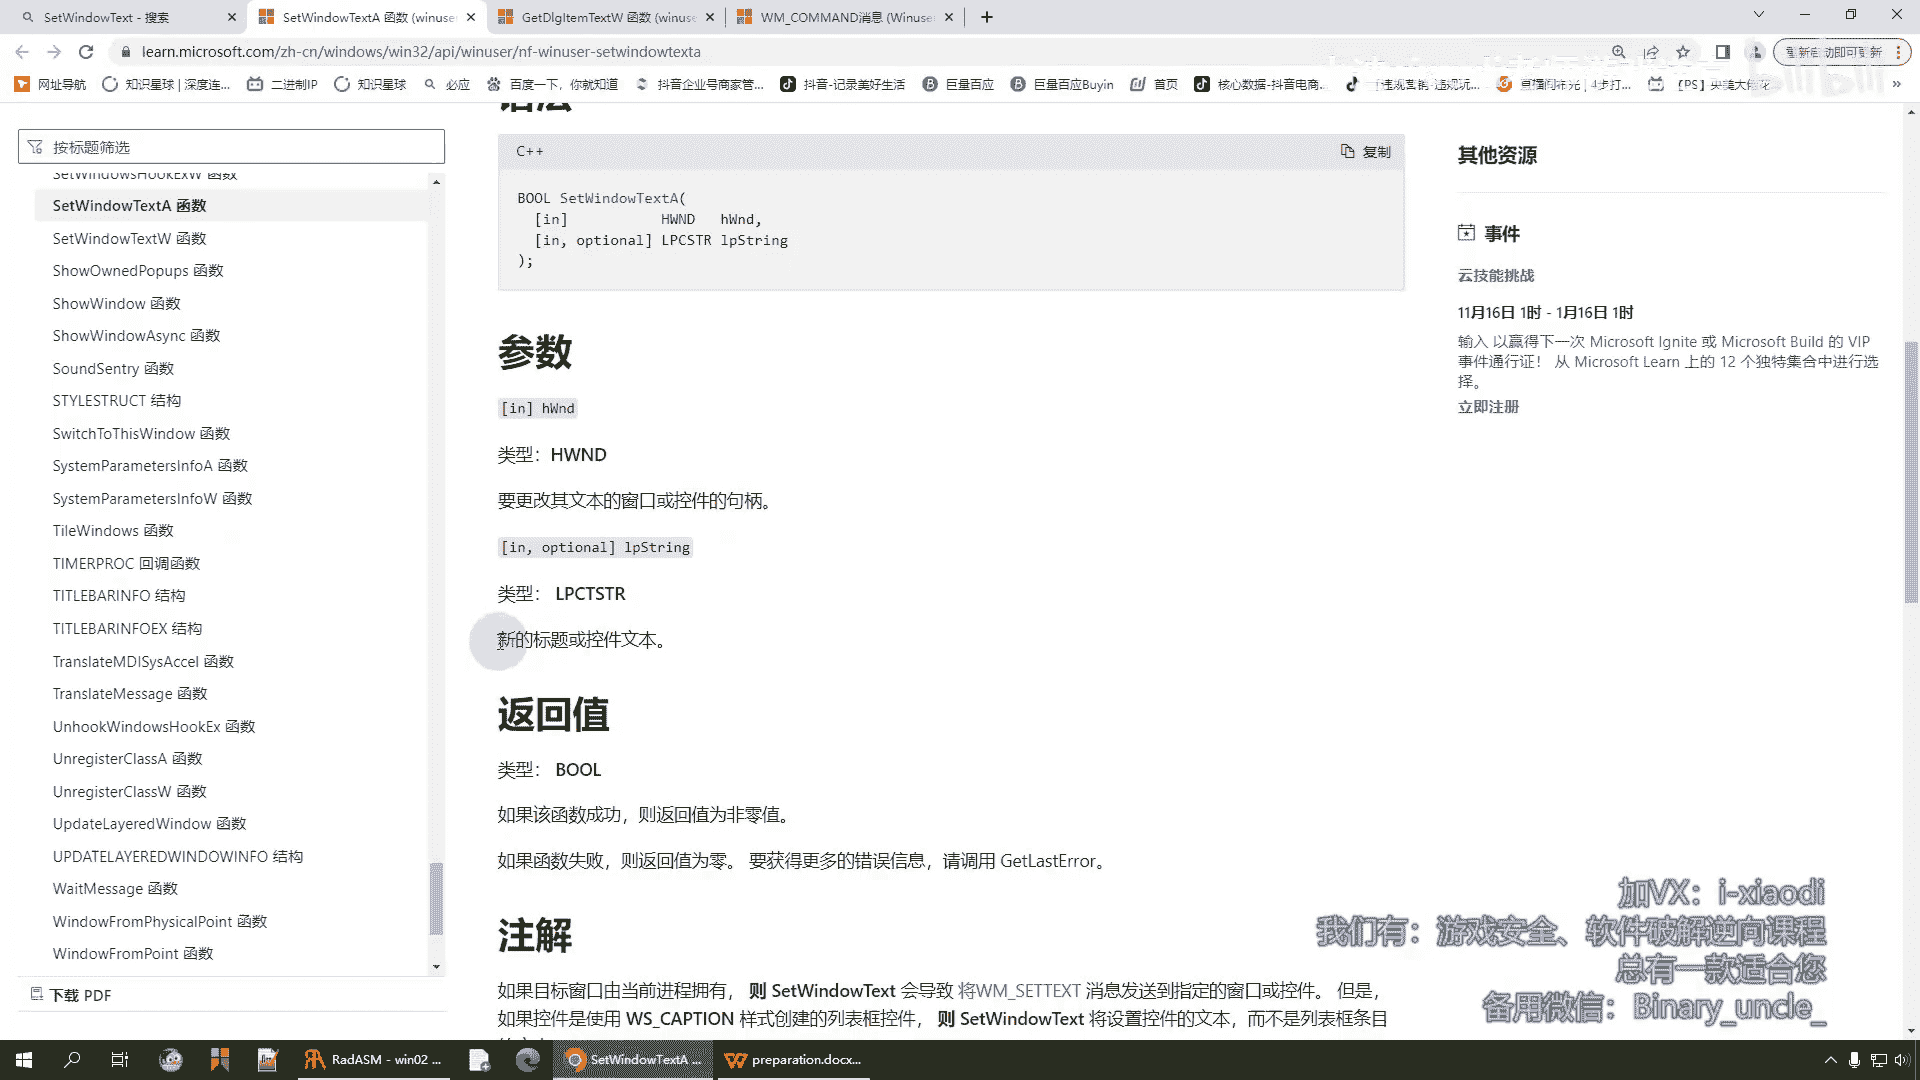 SetWindowText - 搜索
SetWindowTextA 函数 (winuse
GetDlgItemTextW 函数 (winuse
WM_COMMAND消息 (Winuser
learn.microsoft.com/zh-cn/windows/win32/api/winuser/nf-winuser-setwindowtexta
重新启动即可更新
网址导航
知识星球 | 深度连...
二进制IP
知识星球
必应
百度一下，你就知道
抖音企业号商家管...
抖音-记录美好生活
巨量百应
巨量百应Buyin
首页
核心数据-抖音电商...
»
按标题筛选
SetWindowsHookExW 函数
SetWindowTextA 函数
SetWindowTextW 函数
ShowOwnedPopups 函数
ShowWindow 函数
ShowWindowAsync 函数
SoundSentry 函数
STYLESTRUCT 结构
SwitchToThisWindow 函数
SystemParametersInfoA 函数
SystemParametersInfoW 函数
TileWindows 函数
TIMERPROC 回调函数
TITLEBARINFO 结构
TITLEBARINFOEX 结构
TranslateMDISysAccel 函数
TranslateMessage 函数
UnhookWindowsHookEx 函数
UnregisterClassA 函数
UnregisterClassW 函数
UpdateLayeredWindow 函数
UPDATELAYEREDWINDOWINFO 结构
WaitMessage 函数
WindowFromPhysicalPoint 函数
WindowFromPoint 函数
下载 PDF
语法
C++
复制
BOOL SetWindowTextA(
[in] HWND hWnd,
[in, optional] LPCSTR lpString
);
参数
[in] hWnd
类型：HWND
要更改其文本的窗口或控件的句柄。
[in, optional] lpString
类型： LPCTSTR
新的标题或控件文本。
返回值
类型： BOOL
如果该函数成功，则返回值为非零值。
如果函数失败，则返回值为零。 要获得更多的错误信息，请调用 GetLastError。
注解
如果目标窗口由当前进程拥有， 则 SetWindowText 会导致 将WM_SETTEXT 消息发送到指定的窗口或控件。 但是，
如果控件是使用 WS_CAPTION 样式创建的列表框控件， 则 SetWindowText 将设置控件的文本，而不是列表框条目
其他资源
事件
云技能挑战
11月16日 1时 - 1月16日 1时
输入 以赢得下一次 Microsoft Ignite 或 Microsoft Build 的 VIP
事件通行证！ 从 Microsoft Learn 上的 12 个独特集合中进行选
择。
立即注册
加VX：i-xiaodi
我们有：游戏安全、软件破解逆向课程
总有一款适合您
备用微信：Binary_uncle_
RadASM - win02 ...
SetWindowTextA ...
preparation.docx...